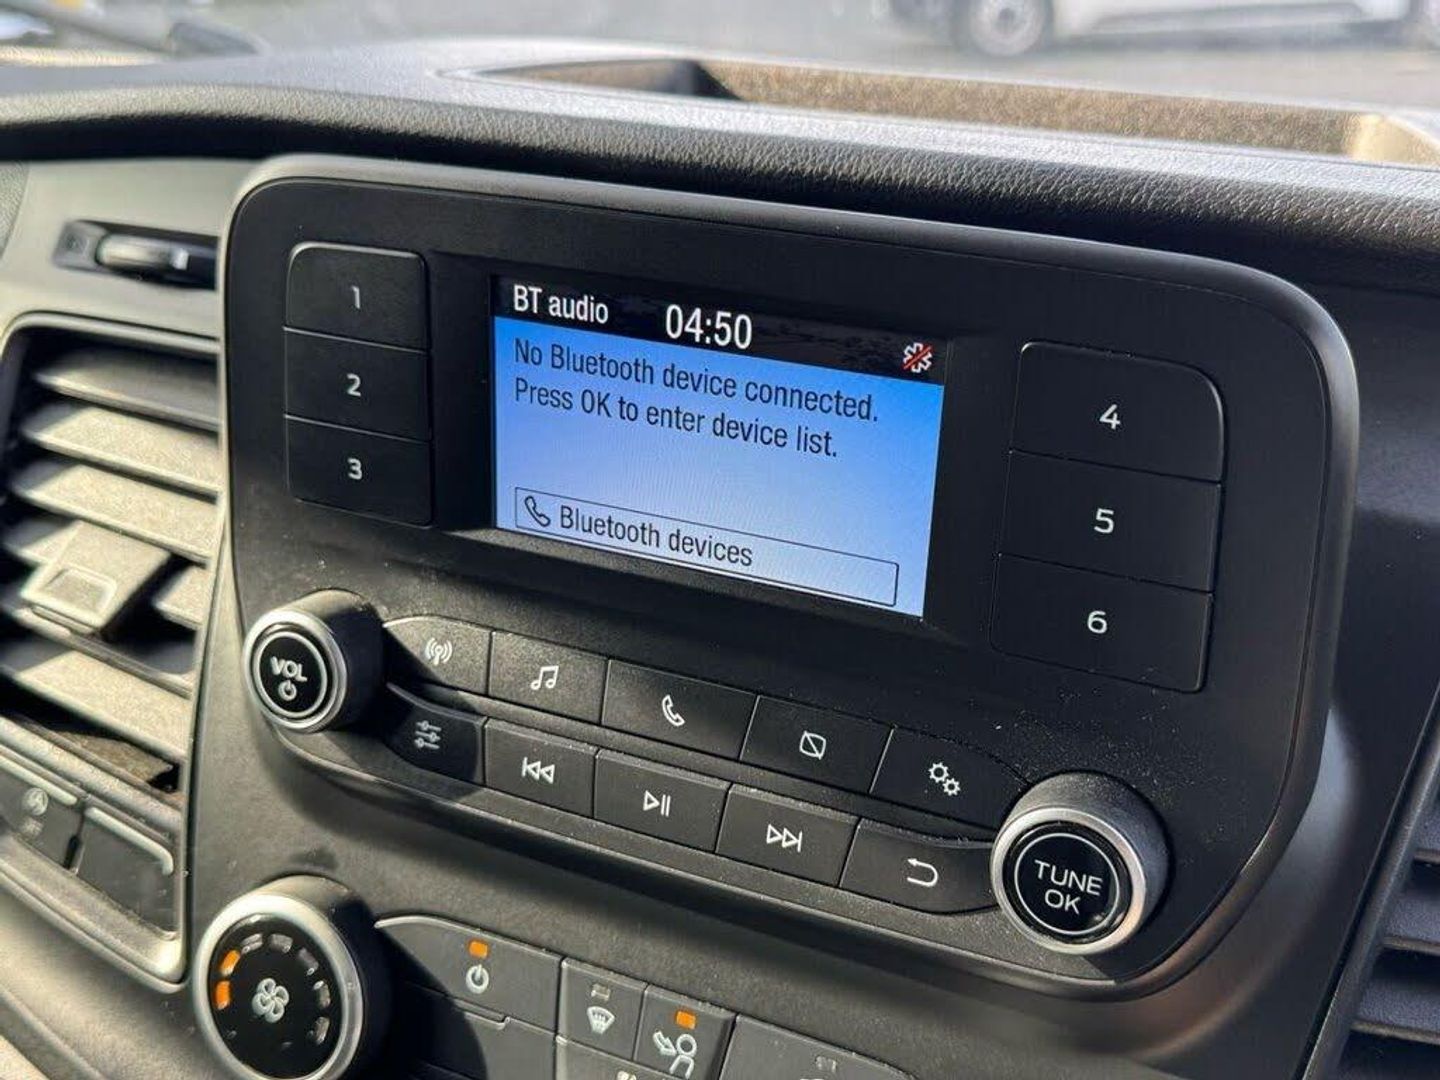 BT audio 04:50
No Bluetooth device connected.
Press OK to enter device list.
Bluetooth devices
1
2
3
4
5
6
VOL
TUNE
OK